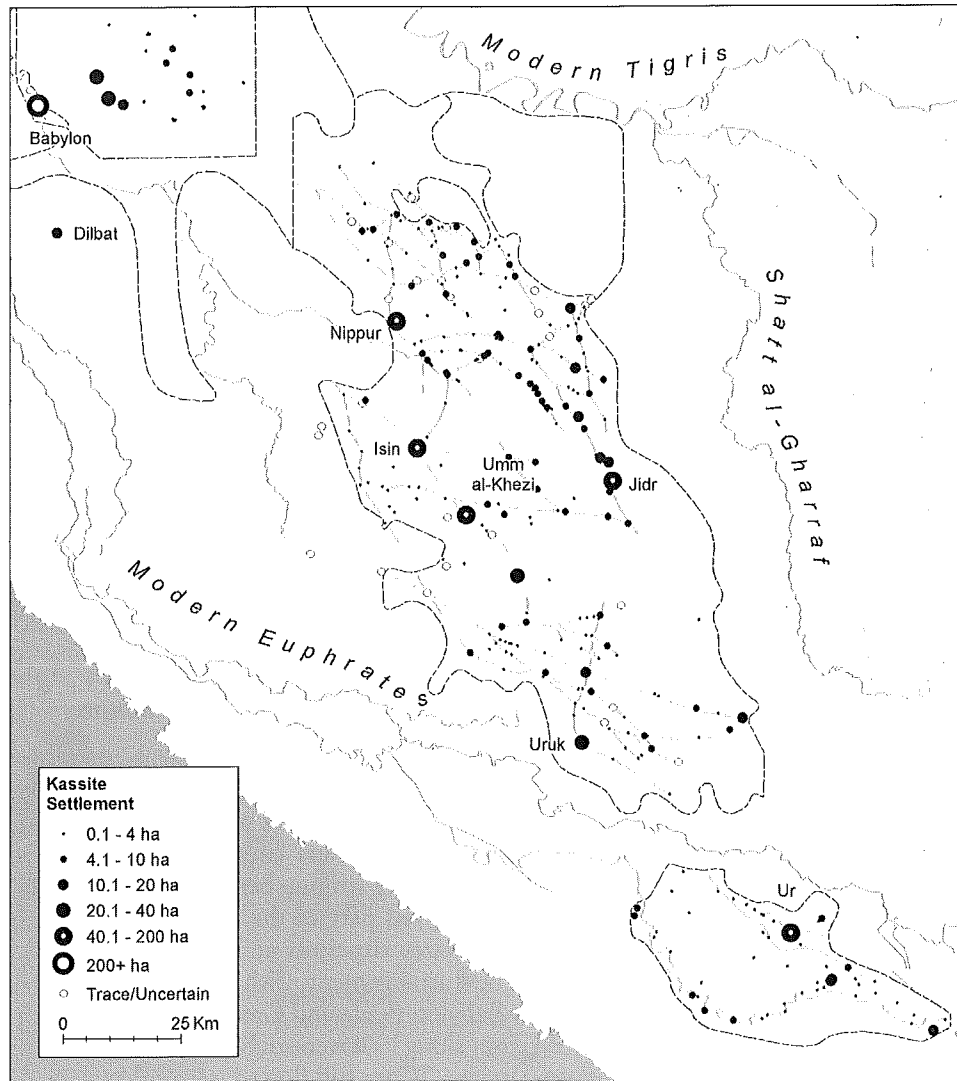 Modern Tigris
Babylon
Dilbat
Shatt al-Gharraf
Nippur
Isin
Umm
al-Khezi
Jidr
Modern Euphrates
Uruk
Ur
Kassite
Settlement
0.1 - 4 ha
4.1 - 10 ha
10.1 - 20 ha
20.1 - 40 ha
40.1 - 200 ha
200+ ha
Trace/Uncertain
0 25 Km